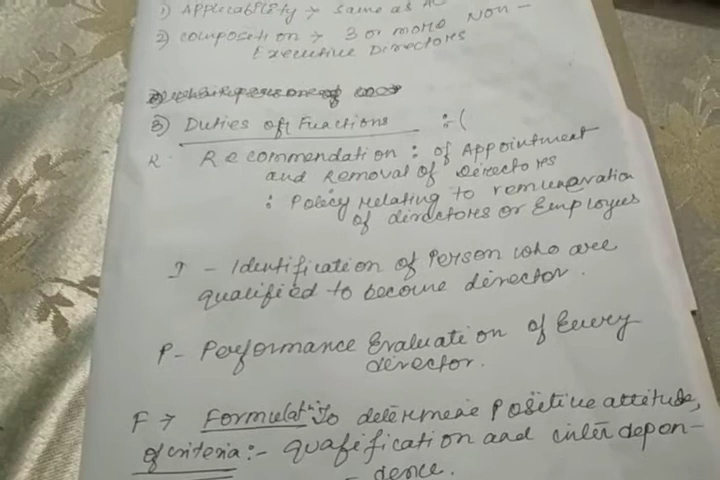 1) Applicability → Same as AC
2) composition → 3 or more Non-
Executive Directors
3) Duties of Functions :-(
R. Recommendation : of Appointment
and Removal of Directors
: Policy relating to remuneration
of directors or Employees
I - Identification of Person who are
qualified to become director.
P- Performance Evaluation of Every
director.
F → Formulatn To determine Positive attitude,
of criteria :- qualification and inter depon-
dence.